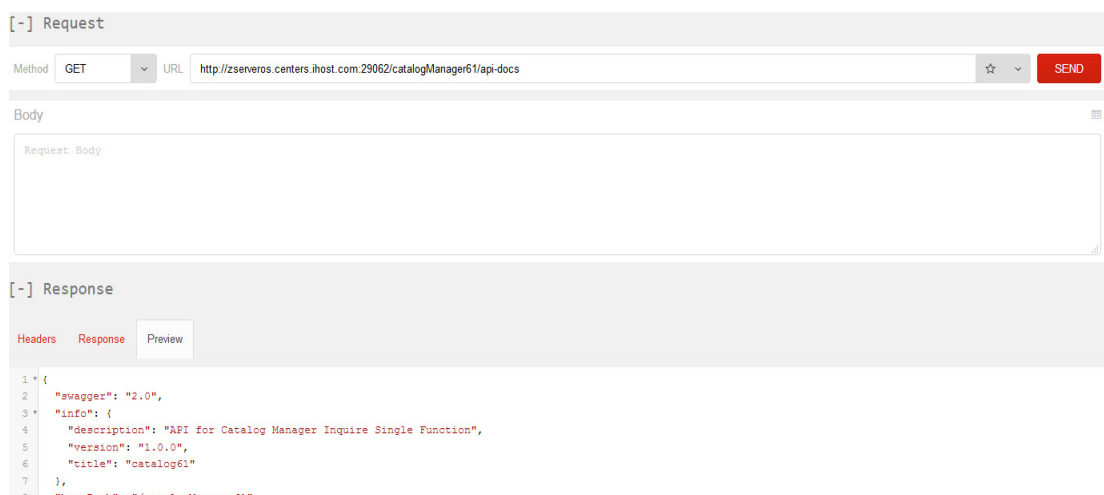 [-] Request
Method GET URL http://zserveros.centers.ihost.com:29062/catalogManager61/api-docs SEND
Body
Request Body
[-] Response
Headers Response Preview
1 {
2 "swagger": "2.0",
3 "info": {
4 "description": "API for Catalog Manager Inquire Single Function",
5 "version": "1.0.0",
6 "title": "catalog61"
7 },